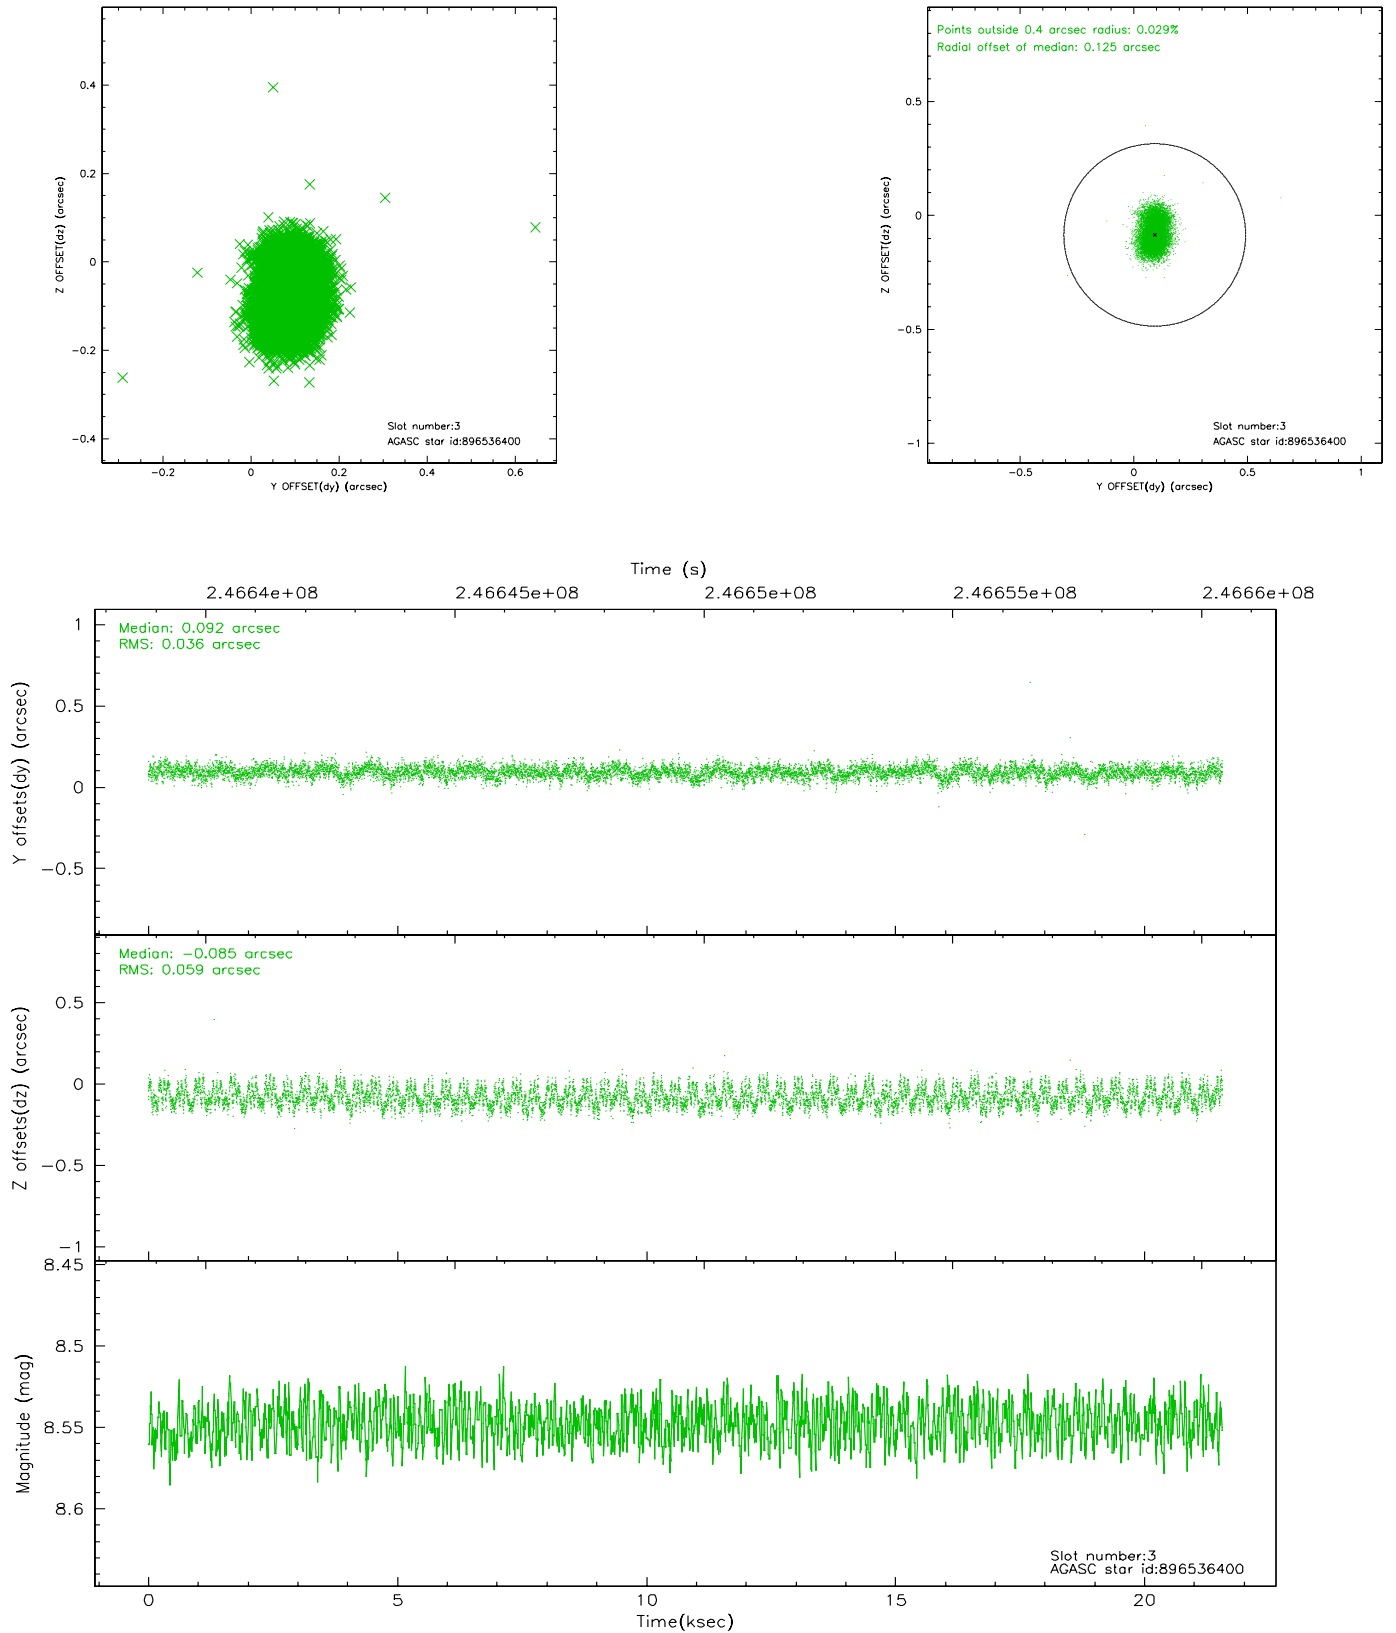 0.4
0.2
0
−0.2
−0.4
Z OFFSET(dz) (arcsec)
−0.2 0 0.2 0.4 0.6
Y OFFSET(dy) (arcsec)
Slot number:3
AGASC star id:896536400
Points outside 0.4 arcsec radius: 0.029%
Radial offset of median: 0.125 arcsec
0.5
0
−0.5
−1
Z OFFSET(dz) (arcsec)
−0.5 0 0.5 1
Y OFFSET(dy) (arcsec)
Slot number:3
AGASC star id:896536400
Time (s)
2.4664e+08 2.46645e+08 2.4665e+08 2.46655e+08 2.4666e+08
Median: 0.092 arcsec
RMS: 0.036 arcsec
1
0.5
0
−0.5
Y offsets(dy) (arcsec)
Median: −0.085 arcsec
RMS: 0.059 arcsec
0.5
0
−0.5
−1
Z offsets(dz) (arcsec)
8.45
8.5
8.55
8.6
Magnitude (mag)
Slot number:3
AGASC star id:896536400
0 5 10 15 20
Time(ksec)